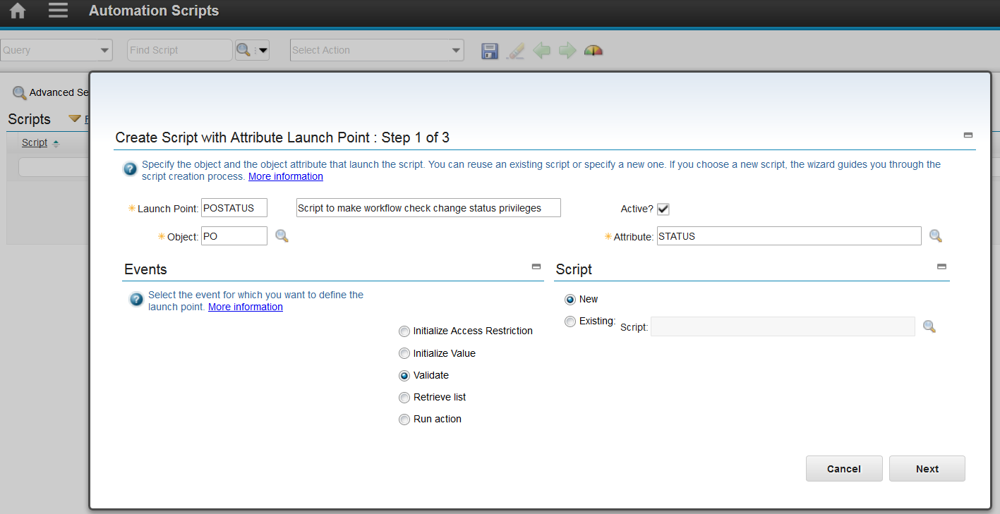 Automation Scripts
Query
Find Script
Select Action
Advanced Se
Scripts
Script
Create Script with Attribute Launch Point : Step 1 of 3
Specify the object and the object attribute that launch the script. You can reuse an existing script or specify a new one. If you choose a new script, the wizard guides you through the
script creation process. More information
Launch Point: POSTATUS Script to make workflow check change status privileges Active?
Object: PO Attribute: STATUS
Events
Script
Select the event for which you want to define the
launch point. More information
New
Existing: Script:
Initialize Access Restriction
Initialize Value
Validate
Retrieve list
Run action
Cancel Next